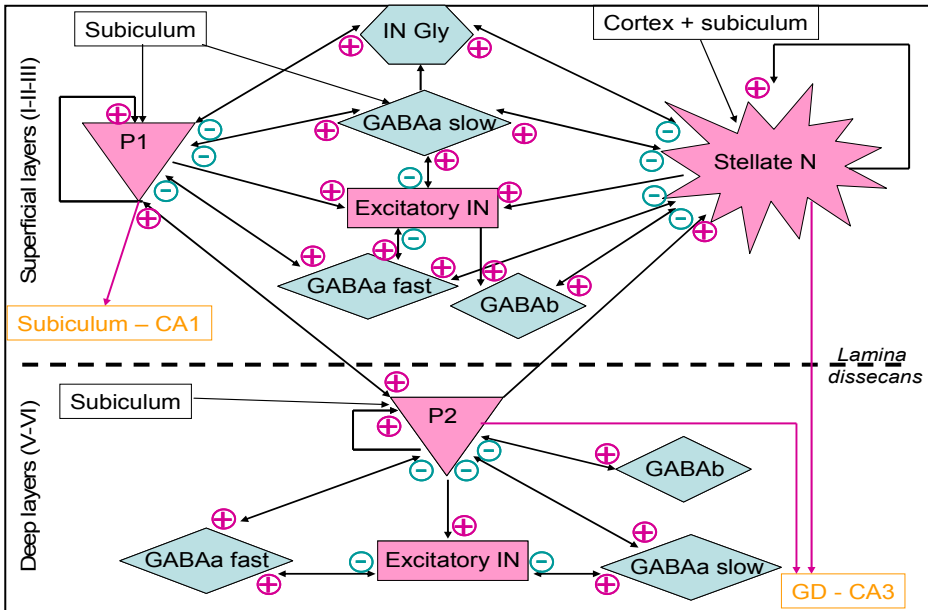 Superficial layers (I-II-III)
Subiculum
IN Gly
Cortex + subiculum
P1
GABAa slow
Stellate N
Excitatory IN
GABAa fast
GABAb
Subiculum – CA1
Lamina
dissecans
Deep layers (V-VI)
Subiculum
P2
GABAb
GABAa fast
Excitatory IN
GABAa slow
GD - CA3